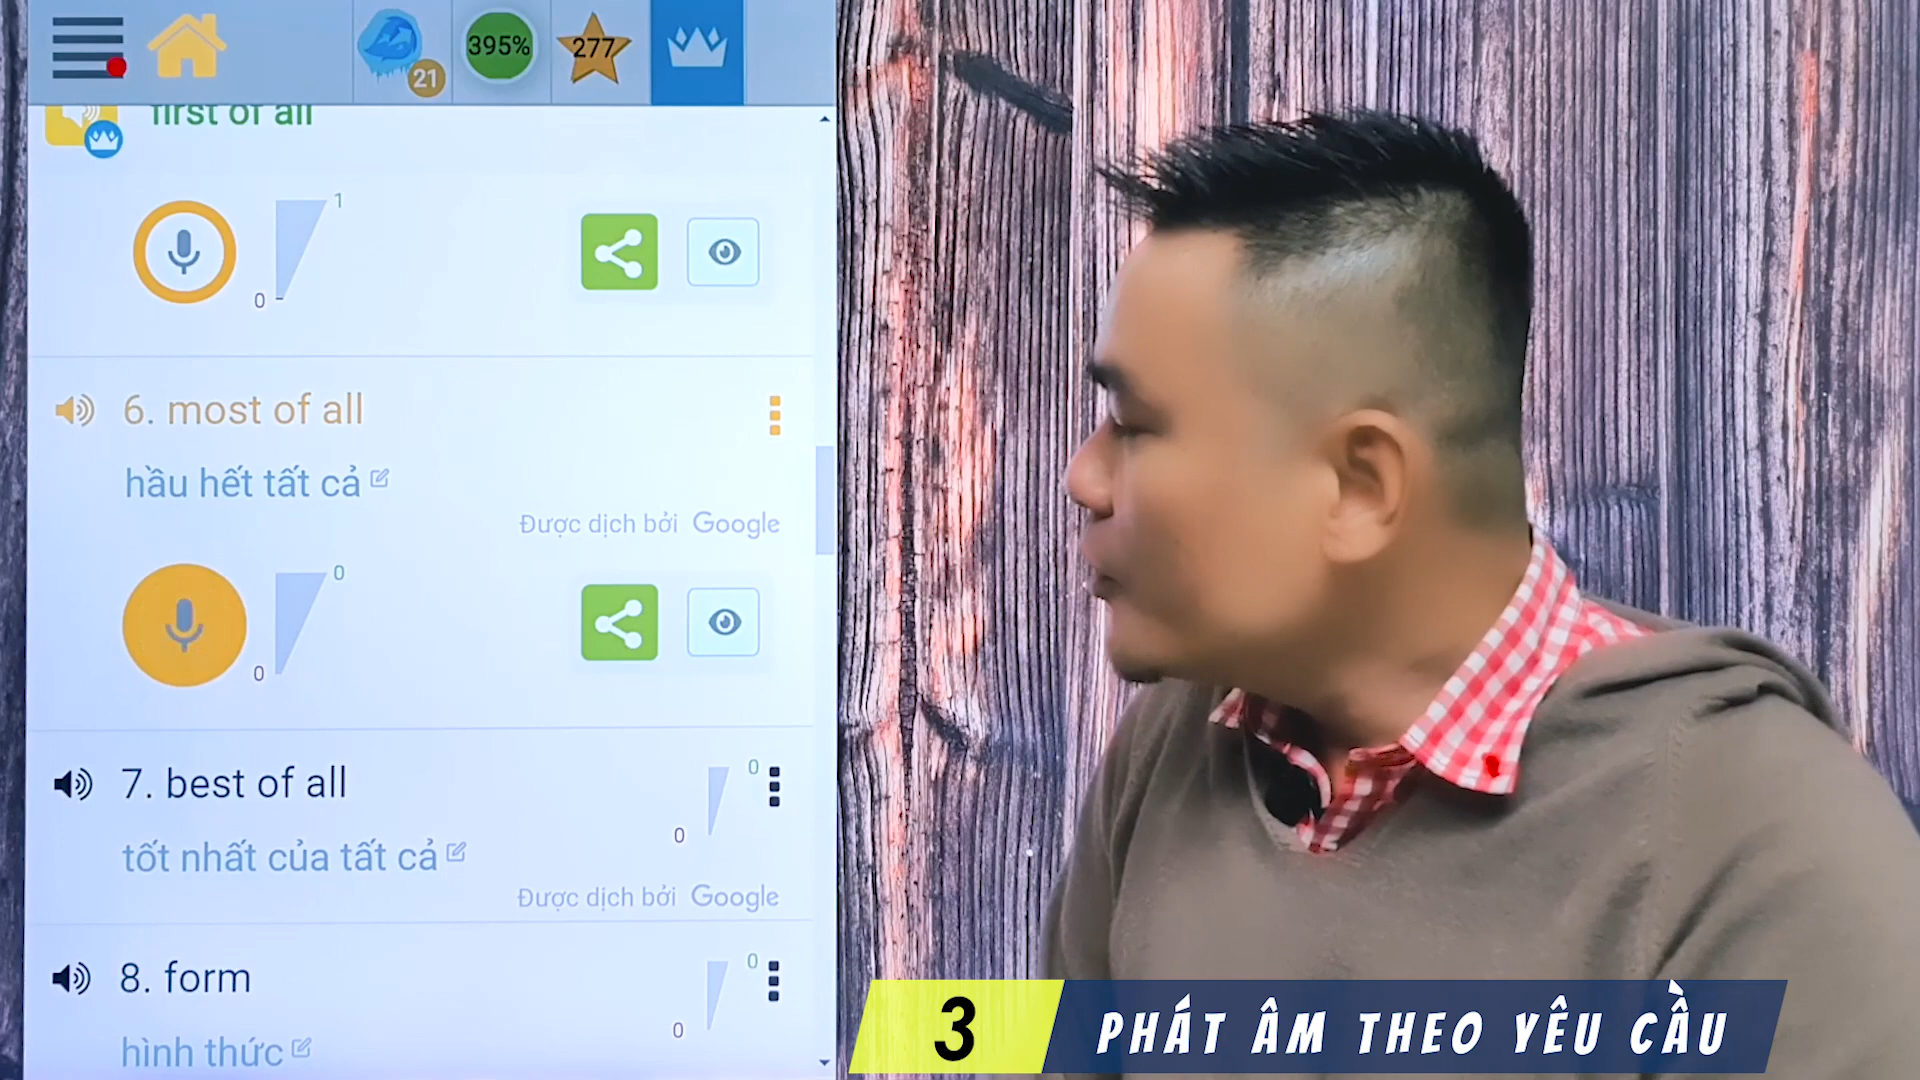 21
395%
277
first of all
1
0
6. most of all
hầu hết tất cả
Được dịch bởi Google
0
0
7. best of all
0
0
tốt nhất của tất cả
Được dịch bởi Google
8. form
0
0
hình thức
3 PHÁT ÂM THEO YÊU CẦU